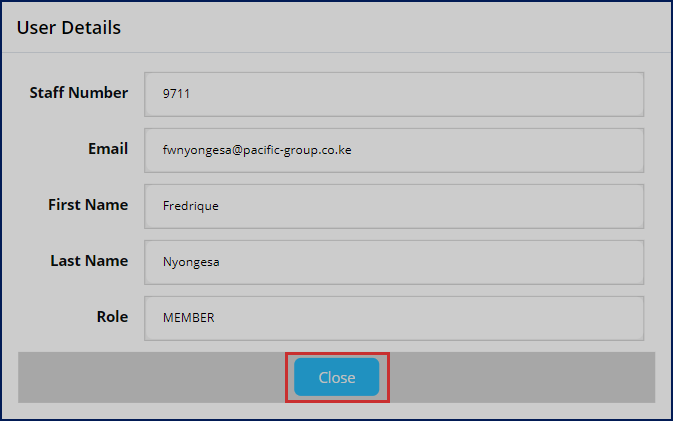 User Details
Staff Number 9711
Email fwnyongesa@pacific-group.co.ke
First Name Fredrique
Last Name Nyongesa
Role MEMBER
Close